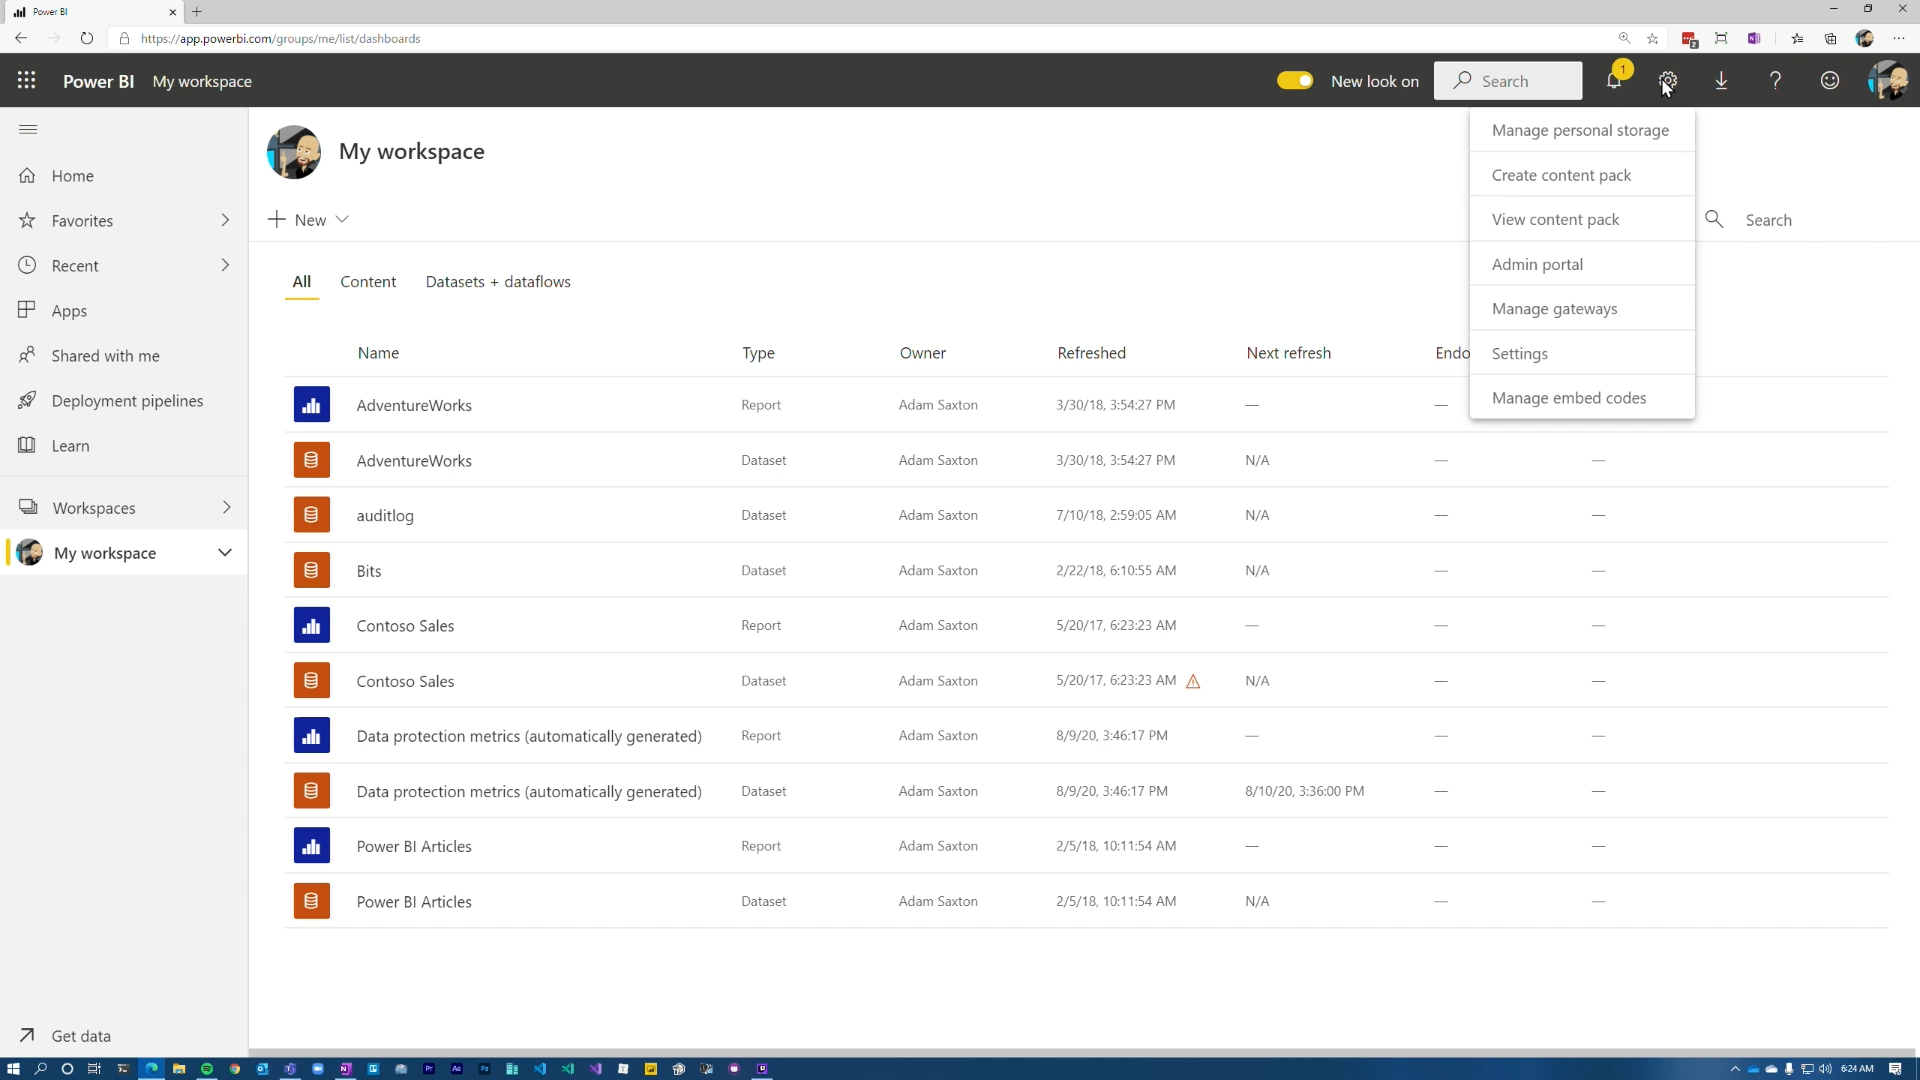 Power BI
https://app.powerbi.com/groups/me/list/dashboards
2
Power BI My workspace
New look on
Search
1
Manage personal storage
Create content pack
View content pack
Admin portal
Manage gateways
Settings
Manage embed codes
Home
Favorites
Recent
Apps
Shared with me
Deployment pipelines
Learn
Workspaces
My workspace
Get data
My workspace
New
Search
All Content Datasets + dataflows
Name Type Owner Refreshed Next refresh Endo
AdventureWorks Report Adam Saxton 3/30/18, 3:54:27 PM — —
AdventureWorks Dataset Adam Saxton 3/30/18, 3:54:27 PM N/A — —
auditlog Dataset Adam Saxton 7/10/18, 2:59:05 AM N/A — —
Bits Dataset Adam Saxton 2/22/18, 6:10:55 AM N/A — —
Contoso Sales Report Adam Saxton 5/20/17, 6:23:23 AM — — —
Contoso Sales Dataset Adam Saxton 5/20/17, 6:23:23 AM N/A — —
Data protection metrics (automatically generated) Report Adam Saxton 8/9/20, 3:46:17 PM — — —
Data protection metrics (automatically generated) Dataset Adam Saxton 8/9/20, 3:46:17 PM 8/10/20, 3:36:00 PM — —
Power BI Articles Report Adam Saxton 2/5/18, 10:11:54 AM — — —
Power BI Articles Dataset Adam Saxton 2/5/18, 10:11:54 AM N/A — —
6:24 AM